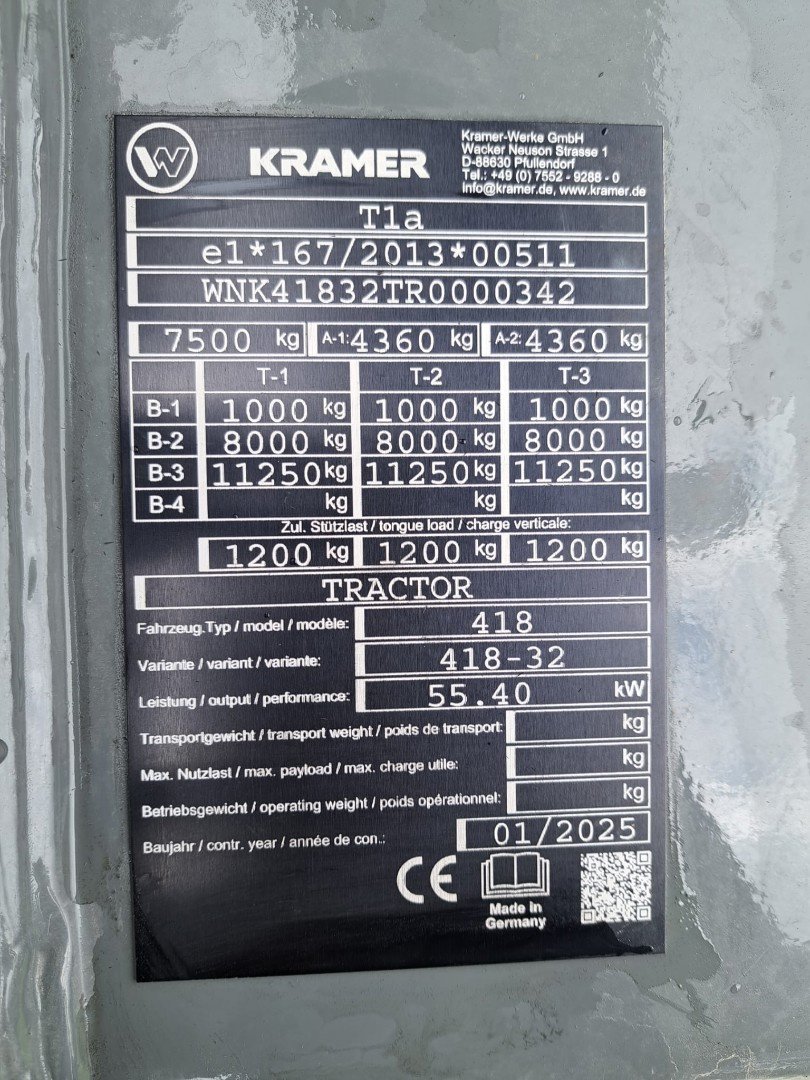 KRAMER
Kramer-Werke GmbH
Wacker Neuson Strasse 1
D-88630 Pfullendorf
Tel.: +49 (0) 7552 - 9288 - 0
info@kramer.de, www.kramer.de
T1a
e1*167/2013*00511
WNK41832TR0000342
7500 kg A-1:4360 kg A-2:4360 kg
T-1 T-2 T-3
B-1 1000 kg 1000 kg 1000 kg
B-2 8000 kg 8000 kg 8000 kg
B-3 11250 kg 11250 kg 11250 kg
B-4 kg kg kg
Zul. Stützlast / tongue load / charge verticale:
1200 kg 1200 kg 1200 kg
TRACTOR
Fahrzeug.Typ / model / modèle: 418
Variante / variant / variante: 418-32
Leistung / output / performance: 55.40 kW
Transportgewicht / transport weight / poids de transport: kg
Max. Nutzlast / max. payload / max. charge utile: kg
Betriebsgewicht / operating weight / poids opérationnel: kg
Baujahr / contr. year / année de con.: 01/2025
CE
Made in
Germany